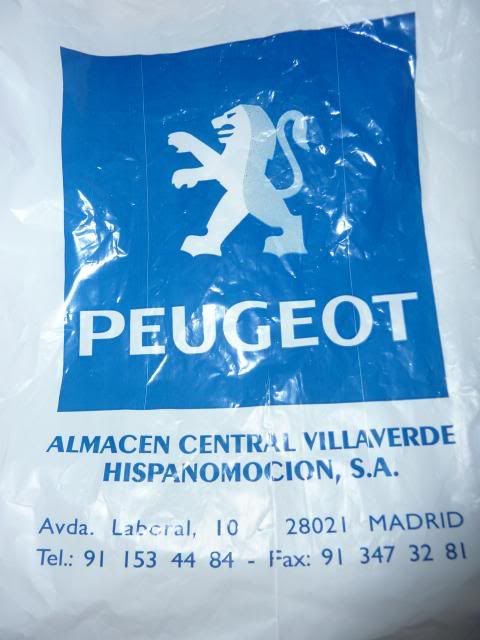 PEUGEOT
ALMACEN CENTRAL VILLAVERDE
HISPANOMOCION, S.A.
Avda. Laboral, 10 - 28021 MADRID
Tel.: 91 153 44 84 - Fax: 91 347 32 81